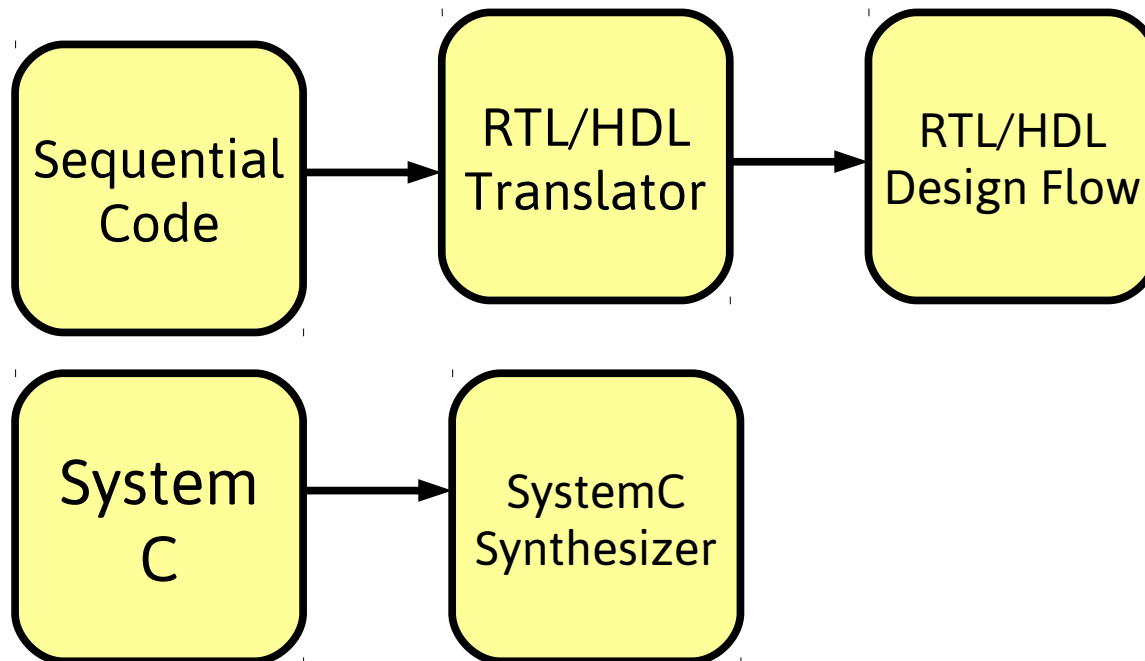 Sequential
Code
RTL/HDL
Translator
RTL/HDL
Design Flow
System
C
SystemC
Synthesizer